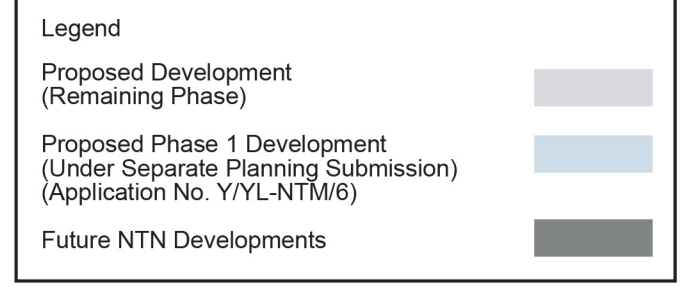 Legend
Proposed Development
(Remaining Phase)
Proposed Phase 1 Development
(Under Separate Planning Submission)
(Application No. Y/YL-NTM/6)
Future NTN Developments